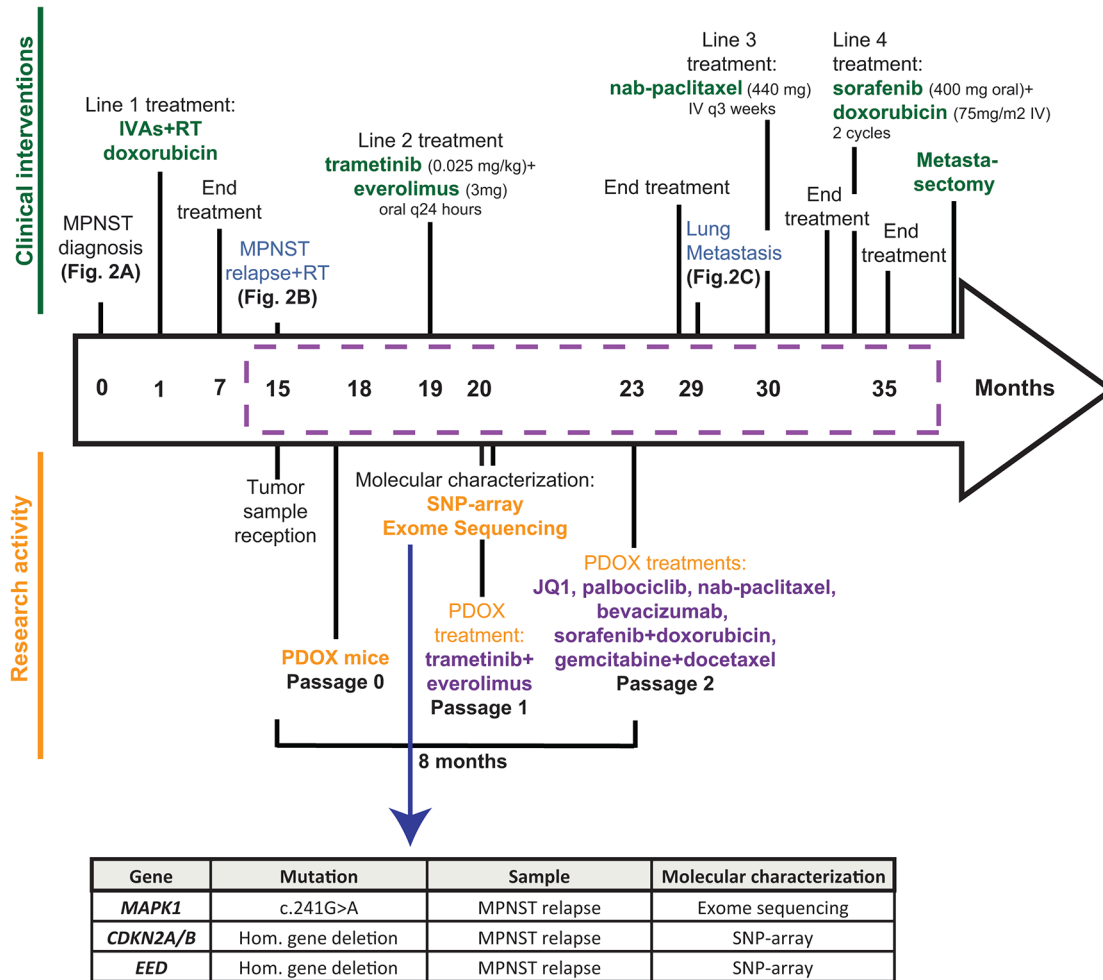 Clinical interventions
Line 1 treatment:
IVAs+RT
doxorubicin
MPNST
diagnosis
(Fig. 2A)
End
treatment
MPNST
relapse+RT
(Fig. 2B)
Line 2 treatment
trametinib (0.025 mg/kg)+
everolimus (3mg)
oral q24 hours
End treatment
Lung
Metastasis
(Fig.2C)
Line 3
treatment:
nab-paclitaxel (440 mg)
IV q3 weeks
End
treatment
Line 4
treatment:
sorafenib (400 mg oral)+
doxorubicin (75mg/m2 IV)
2 cycles
End
treatment
Metasta-
sectomy
0 1 7 15 18 19 20 23 29 30 35 Months
Research activity
Tumor
sample
reception
PDOX mice
Passage 0
Molecular characterization:
SNP-array
Exome Sequencing
PDOX
treatment:
trametinib+
everolimus
Passage 1
PDOX treatments:
JQ1, palbociclib, nab-paclitaxel,
bevacizumab,
sorafenib+doxorubicin,
gemcitabine+docetaxel
Passage 2
8 months
Gene Mutation Sample Molecular characterization
MAPK1 c.241G>A MPNST relapse Exome sequencing
CDKN2A/B Hom. gene deletion MPNST relapse SNP-array
EED Hom. gene deletion MPNST relapse SNP-array